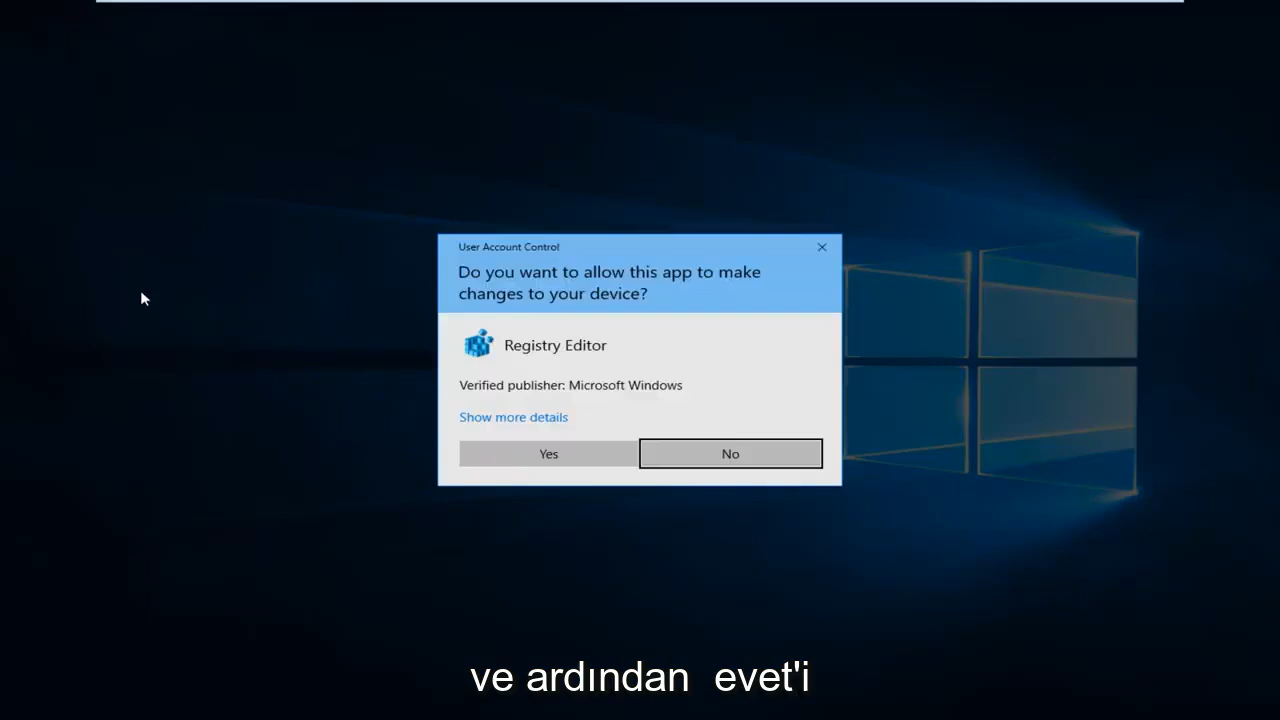 User Account Control
Do you want to allow this app to make
changes to your device?
Registry Editor
Verified publisher: Microsoft Windows
Show more details
Yes
No
ve ardından evet'i